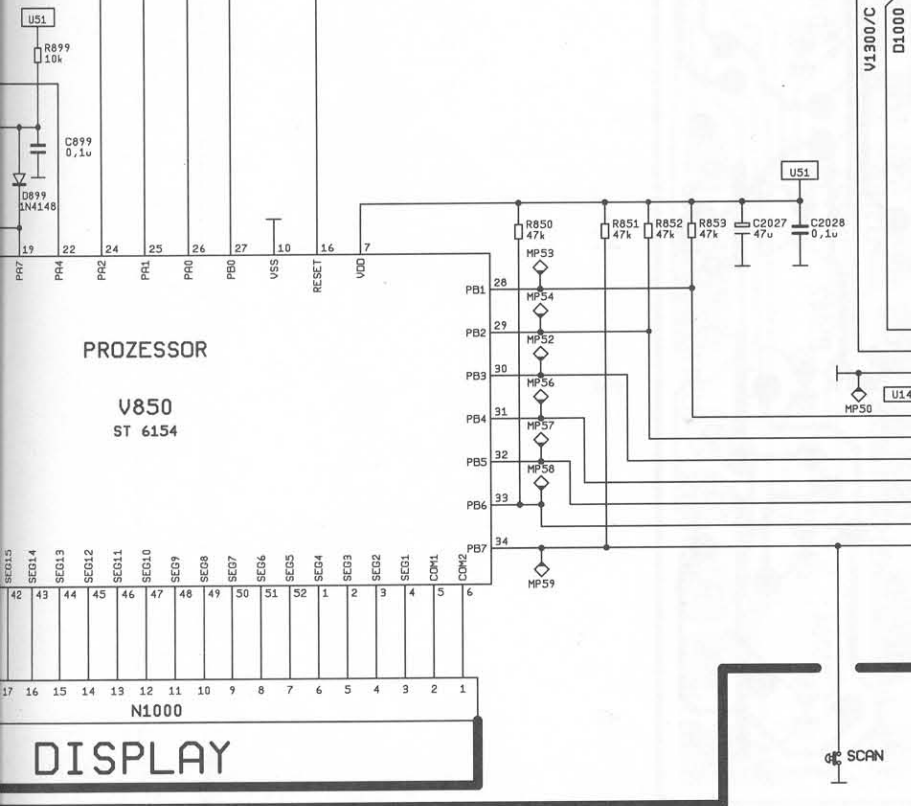 U51
R899
10k
C899
0,1u
D899
1N4148
V1300/C
D1000
U51
R850
47k
R851
47k
R852
47k
R853
47k
C2027
47u
C2028
0,1u
19 22 24 25 26 27 10 16 7
PA7 PA4 PA2 PA1 PA0 PB0 VSS RESET VDD
MP53
PB1 28
MP54
PB2 29
MP52
PB3 30
MP56
PB4 31
MP57
PB5 32
MP58
PB6 33
PB7 34
MP59
PROZESSOR
V850
ST 6154
MP50
U14
SEG15 SEG14 SEG13 SEG12 SEG11 SEG10 SEG9 SEG8 SEG7 SEG6 SEG5 SEG4 SEG3 SEG2 SEG1 COM1 COM2
42 43 44 45 46 47 48 49 50 51 52 1 2 3 4 5 6
17 16 15 14 13 12 11 10 9 8 7 6 5 4 3 2 1
N1000
DISPLAY
SCAN